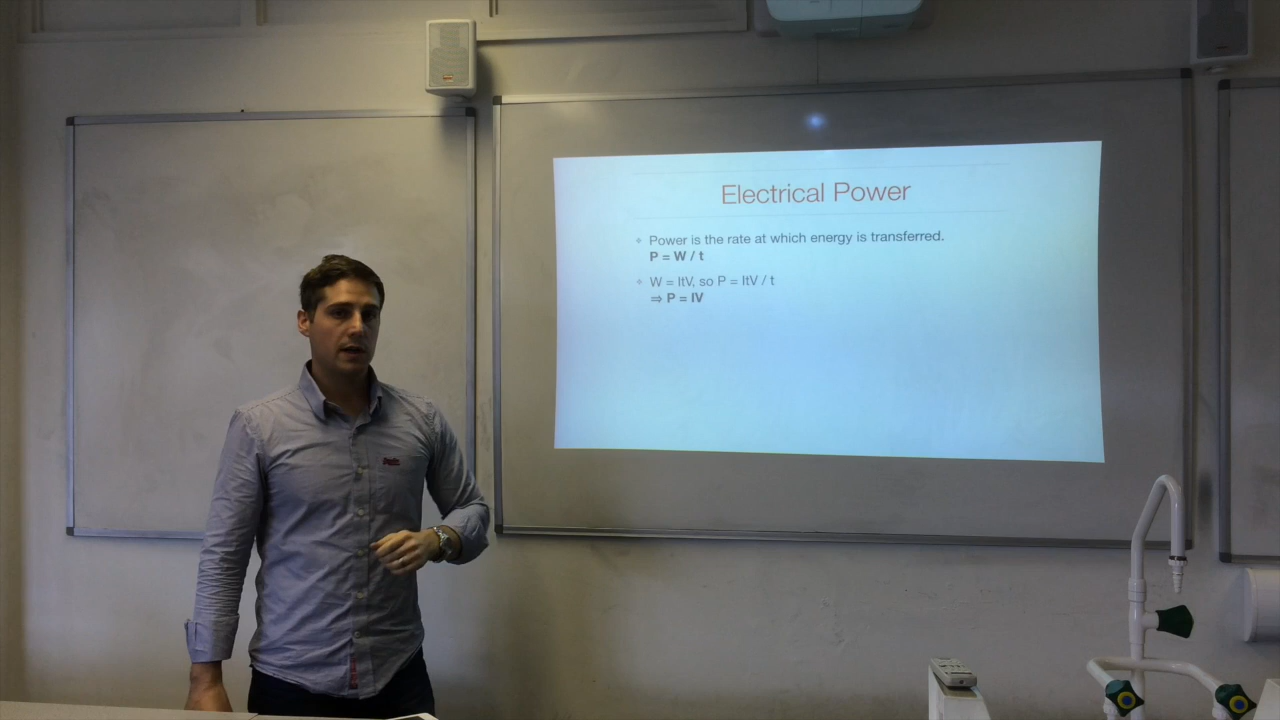 Electrical Power
Power is the rate at which energy is transferred.
P = W / t
W = ItV, so P = ItV / t
⇒ P = IV